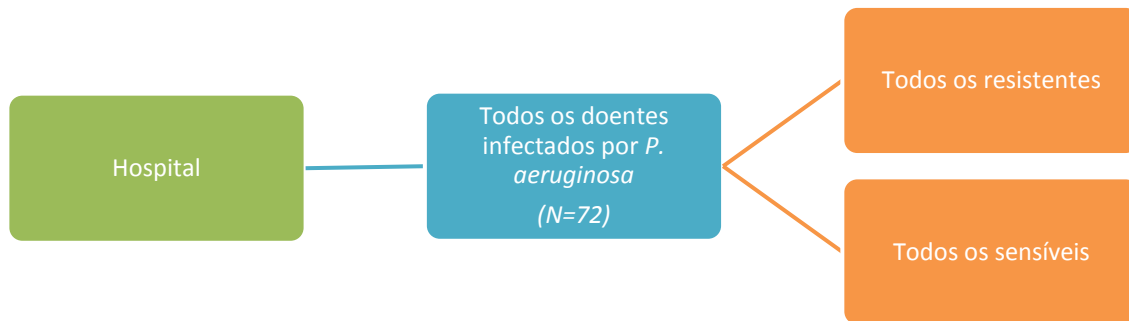 Hospital
Todos os doentes
infectados por P.
aeruginosa
(N=72)
Todos os resistentes
Todos os sensíveis